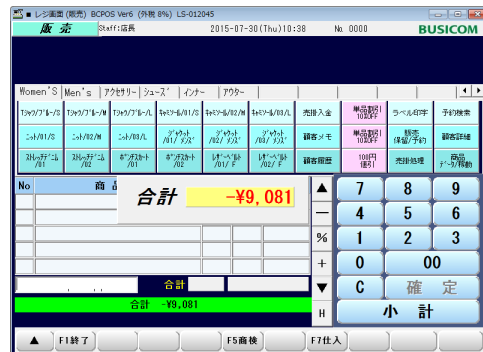 レジ画面 (販売) BCPOS Ver6 (外税 8%) LS-012045 2015-07-30(Thu)10:38 No. 0000
販 売 Staff:店長 BUSICOM
Women'S Men's アクセサリー シューズ インナー アウター
Tシャツ/ブルー/S Tシャツ/ブルー/M Tシャツ/ブルー/L キャミソール/01/S キャミソール/02/M キャミソール/03/L 売掛入金 単品割引 10%OFF ラベル印字 予約検索
ニット/01/S ニット/02/M ニット/03/L ジャケット/01/ メンズ ジャケット/02/ メンズ ジャケット/03/ メンズ 顧客メモ 単品割引 10%OFF 販売保留/予約 顧客詳細
ストレッチデニム/01 ストレッチデニム/02 ボンデスカート/01 ボンデスカート/02 レザーベルト/01/ F レザーベルト/02/ F 顧客履歴 100円値引 売掛処理 商品データ/移動
No 商 品
合計 -¥9,081
▲ 7 8 9
— 4 5 6
% 1 2 3
+ 0 00
合計 ▼ C 確 定
合計 -¥9,081
H 小 計
▲ F1終了 F5商検 F7仕入